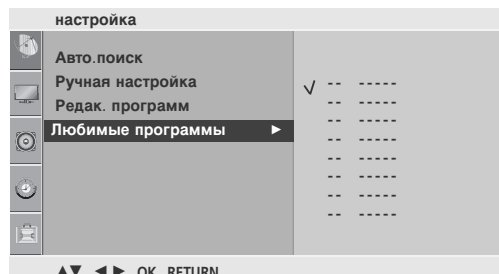 настройка
Авто.поиск
Ручная настройка
Редак. программ
Любимые программы ►
√ -- -----
-- -----
-- -----
-- -----
-- -----
-- -----
-- -----
-- -----
▲▼ ◄ ► OK RETURN